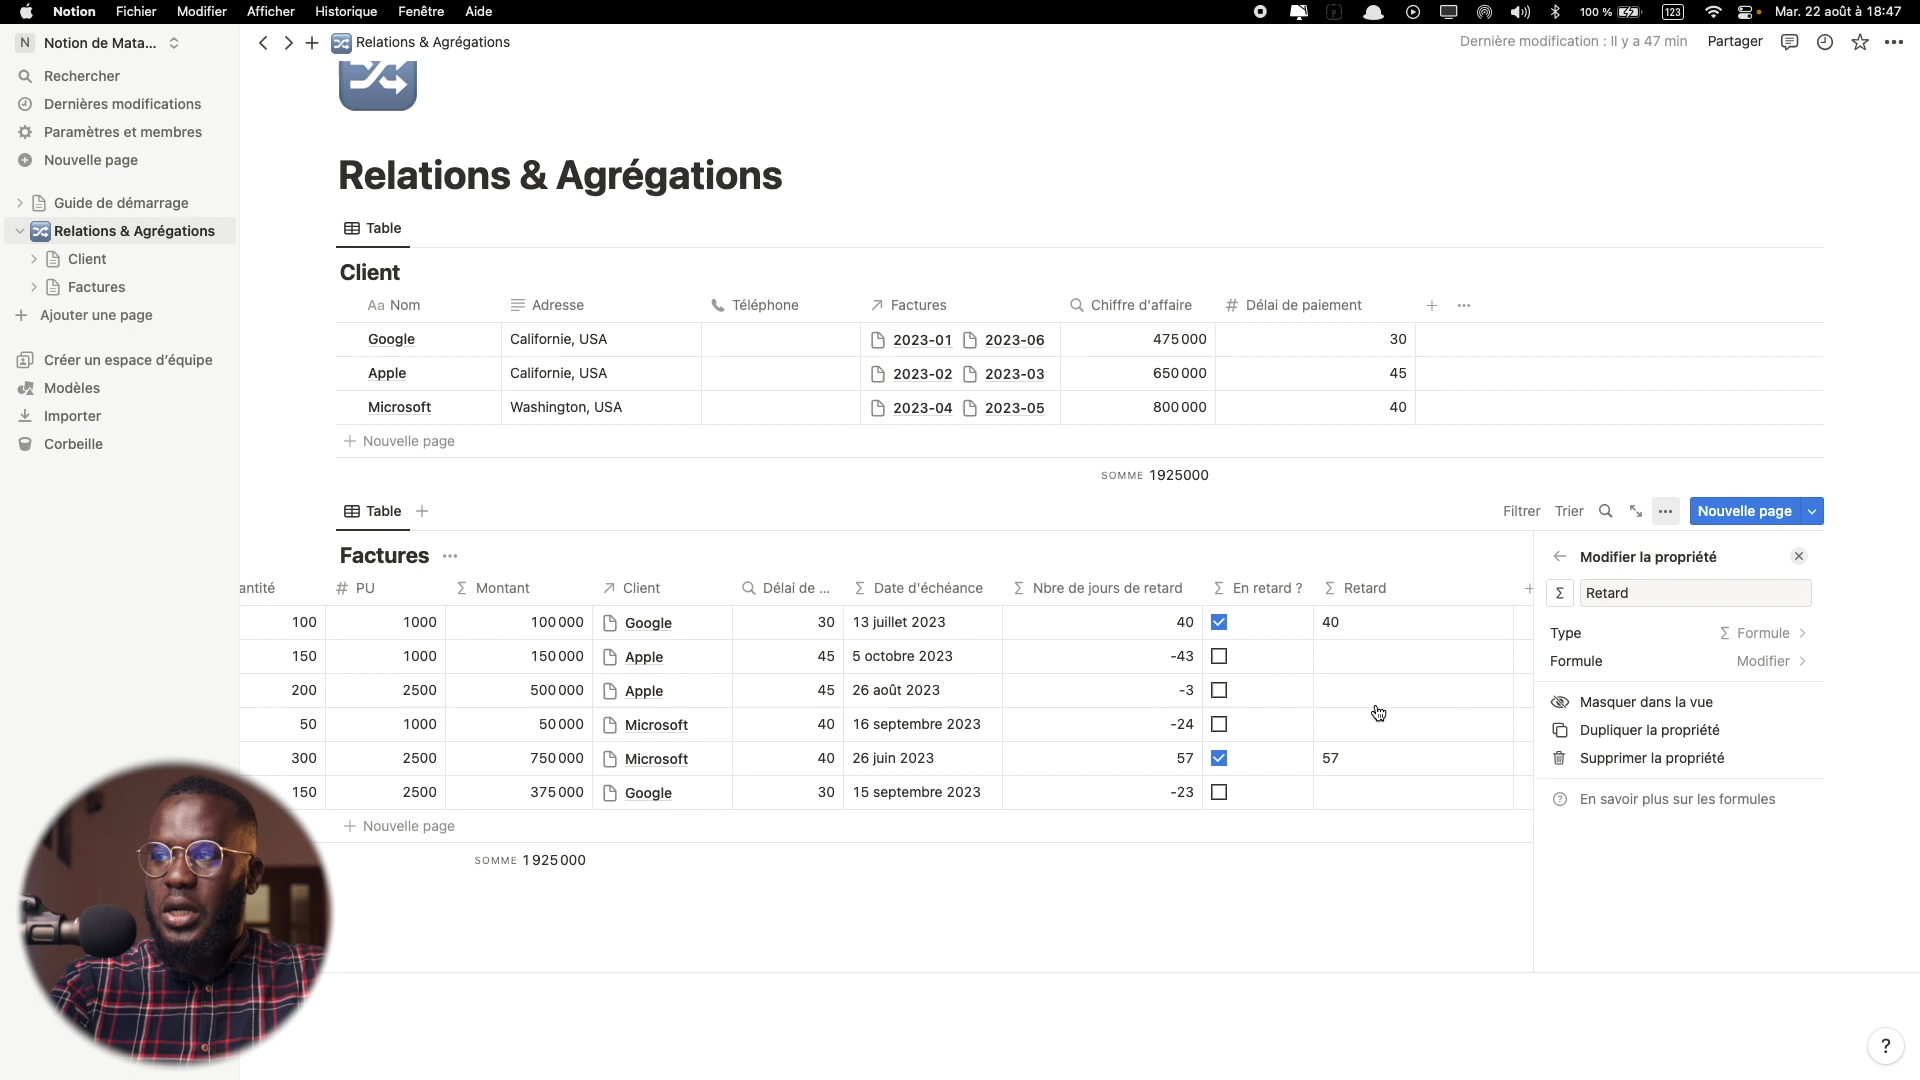 Notion Fichier Modifier Afficher Historique Fenêtre Aide 100 % 123 Mar. 22 août à 18:47
N Notion de Mata...
Relations & Agrégations
Dernière modification : Il y a 47 min Partager
Rechercher
Dernières modifications
Paramètres et membres
Nouvelle page
Guide de démarrage
Relations & Agrégations
Client
Factures
Ajouter une page
Créer un espace d'équipe
Modèles
Importer
Corbeille
Relations & Agrégations
Table
Client
Aa Nom Adresse Téléphone Factures Chiffre d'affaire # Délai de paiement
Google Californie, USA 2023-01 2023-06 475 000 30
Apple Californie, USA 2023-02 2023-03 650 000 45
Microsoft Washington, USA 2023-04 2023-05 800 000 40
+ Nouvelle page
SOMME 1925000
Table
Filtrer Trier Nouvelle page
Factures
antité # PU Σ Montant Client Délai de ... Σ Date d'échéance Σ Nbre de jours de retard Σ En retard ? Σ Retard
100 1000 100 000 Google 30 13 juillet 2023 40 40
150 1000 150 000 Apple 45 5 octobre 2023 -43
200 2500 500 000 Apple 45 26 août 2023 -3
50 1000 50 000 Microsoft 40 16 septembre 2023 -24
300 2500 750 000 Microsoft 40 26 juin 2023 57 57
150 2500 375 000 Google 30 15 septembre 2023 -23
+ Nouvelle page
SOMME 1 925 000
Modifier la propriété
Σ Retard
Type Σ Formule
Formule Modifier
Masquer dans la vue
Dupliquer la propriété
Supprimer la propriété
En savoir plus sur les formules
?